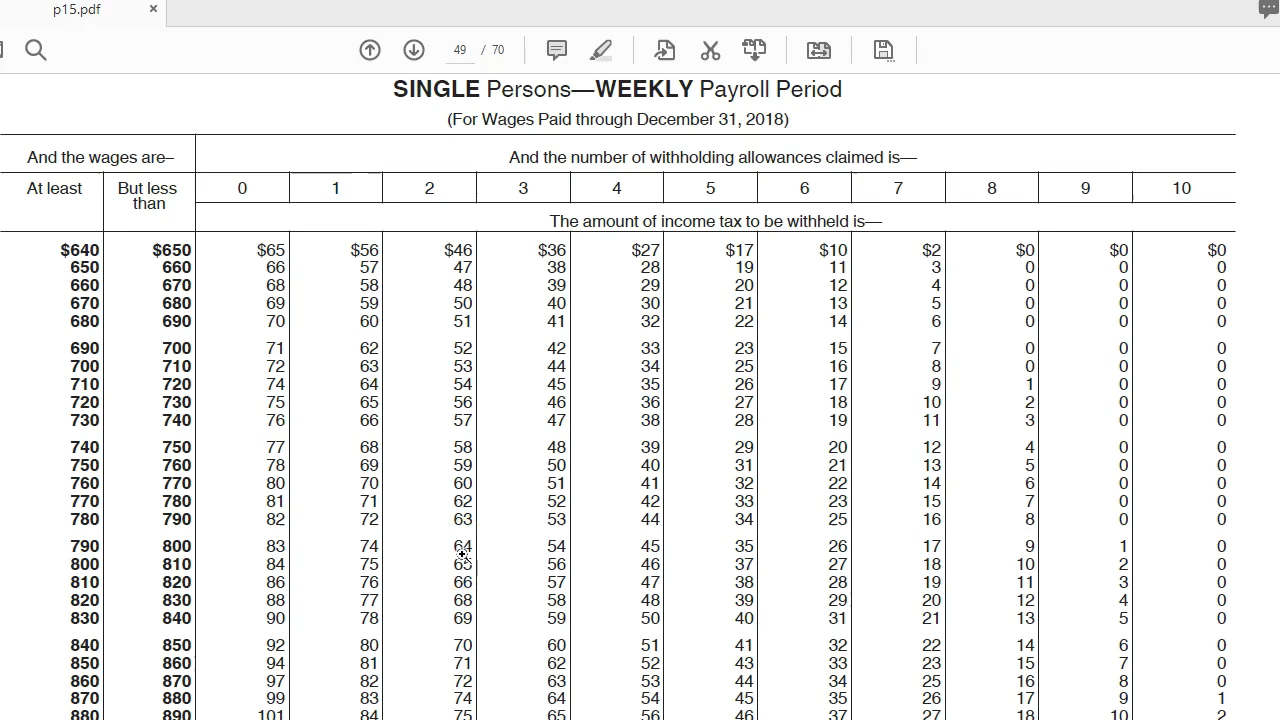 p15.pdf ×
49 / 70
SINGLE Persons—WEEKLY Payroll Period
(For Wages Paid through December 31, 2018)
And the wages are– And the number of withholding allowances claimed is—
At least But less than 0 1 2 3 4 5 6 7 8 9 10
The amount of income tax to be withheld is—
$640 $650 $65 $56 $46 $36 $27 $17 $10 $2 $0 $0 $0
650 660 66 57 47 38 28 19 11 3 0 0 0
660 670 68 58 48 39 29 20 12 4 0 0 0
670 680 69 59 50 40 30 21 13 5 0 0 0
680 690 70 60 51 41 32 22 14 6 0 0 0
690 700 71 62 52 42 33 23 15 7 0 0 0
700 710 72 63 53 44 34 25 16 8 0 0 0
710 720 74 64 54 45 35 26 17 9 1 0 0
720 730 75 65 56 46 36 27 18 10 2 0 0
730 740 76 66 57 47 38 28 19 11 3 0 0
740 750 77 68 58 48 39 29 20 12 4 0 0
750 760 78 69 59 50 40 31 21 13 5 0 0
760 770 80 70 60 51 41 32 22 14 6 0 0
770 780 81 71 62 52 42 33 23 15 7 0 0
780 790 82 72 63 53 44 34 25 16 8 0 0
790 800 83 74 64 54 45 35 26 17 9 1 0
800 810 84 75 65 56 46 37 27 18 10 2 0
810 820 86 76 66 57 47 38 28 19 11 3 0
820 830 88 77 68 58 48 39 29 20 12 4 0
830 840 90 78 69 59 50 40 31 21 13 5 0
840 850 92 80 70 60 51 41 32 22 14 6 0
850 860 94 81 71 62 52 43 33 23 15 7 0
860 870 97 82 72 63 53 44 34 25 16 8 0
870 880 99 83 74 64 54 45 35 26 17 9 1
880 890 101 84 75 65 56 46 37 27 18 10 2